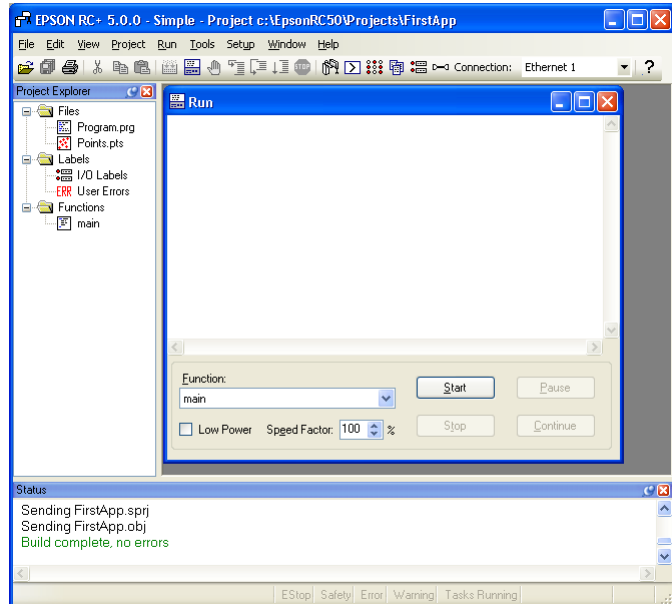 EPSON RC+ 5.0.0 - Simple - Project c:\EpsonRC50\Projects\FirstApp
File Edit View Project Run Tools Setup Window Help
STOP Connection: Ethernet 1 ?
Project Explorer
Files
Program.prg
Points.pts
Labels
I/O Labels
ERR User Errors
Functions
main
Run
Function:
main
Start Pause
Low Power Speed Factor: 100 % Stop Continue
Status
Sending FirstApp.sprj
Sending FirstApp.obj
Build complete, no errors
EStop Safety Error Warning Tasks Running